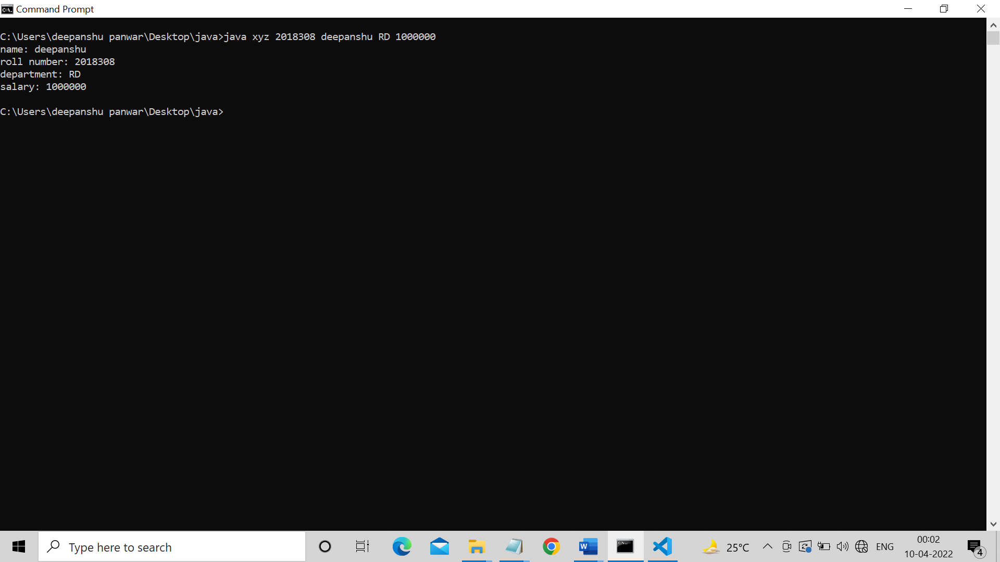 Command Prompt
C:\Users\deepanshu panwar\Desktop\java>java xyz 2018308 deepanshu RD 1000000
name: deepanshu
roll number: 2018308
department: RD
salary: 1000000
C:\Users\deepanshu panwar\Desktop\java>
Type here to search
25°C
ENG
00:02
10-04-2022
4